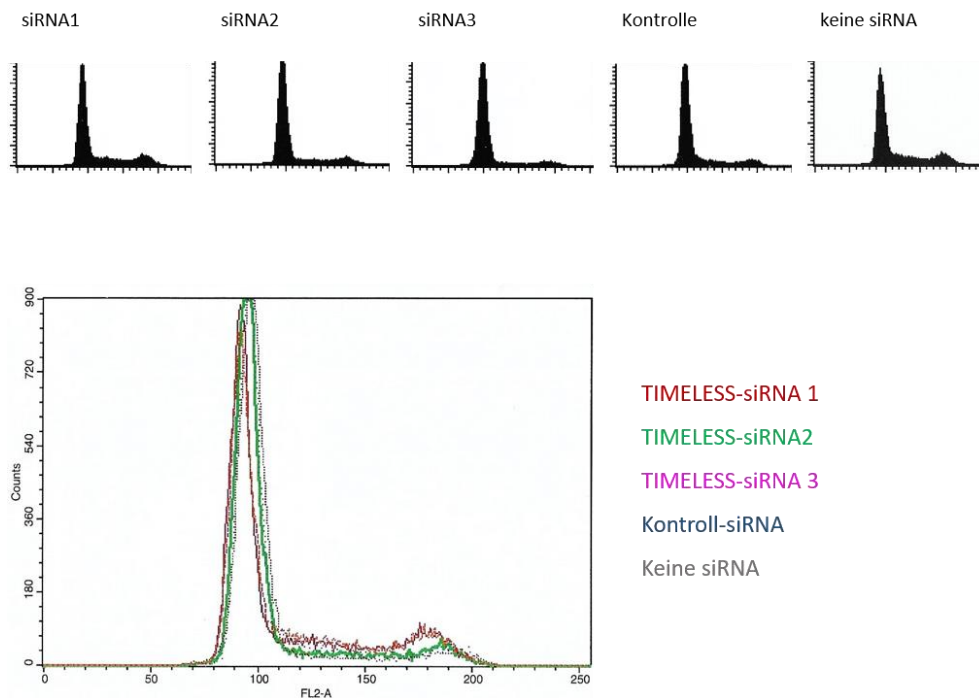 siRNA1
siRNA2
siRNA3
Kontrolle
keine siRNA
900
720
540
360
180
0
Counts
0
50
100
150
200
250
FL2-A
TIMELESS-siRNA 1
TIMELESS-siRNA2
TIMELESS-siRNA 3
Kontroll-siRNA
Keine siRNA